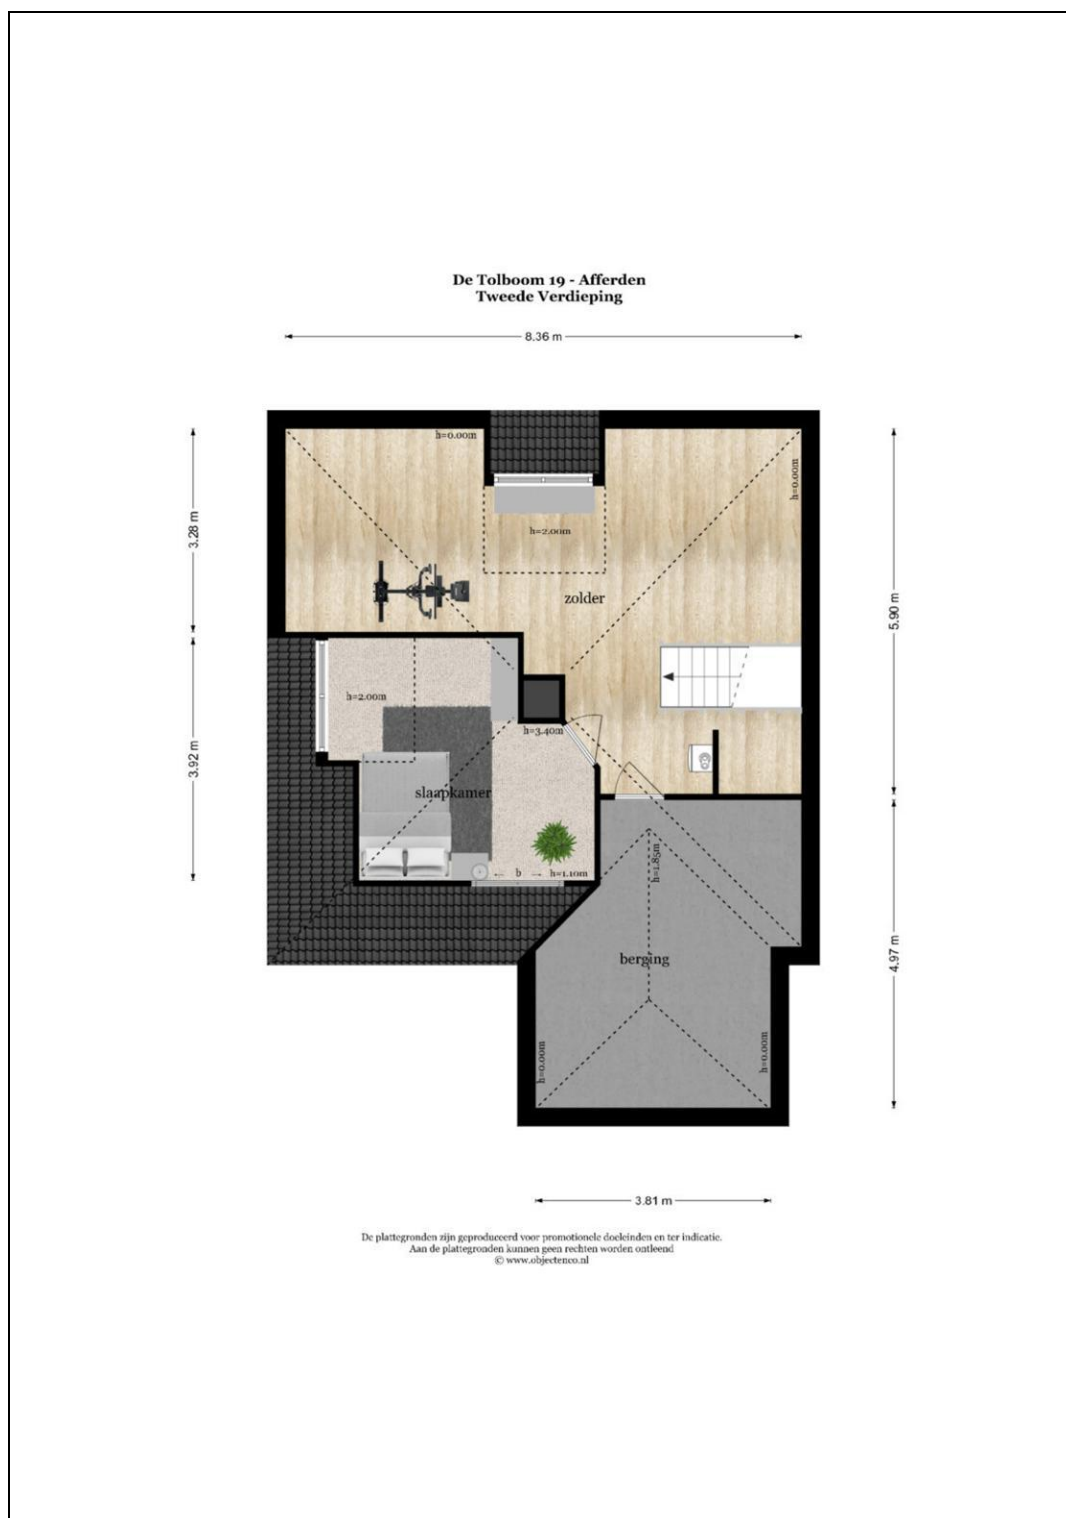 De Tolboom 19 - Afferden
Tweede Verdieping
8.36 m
h=0.00m
h=0.00m
3.28 m
h=2.00m
zolder
5.90 m
h=2.00m
h=3.40m
3.92 m
slaapkamer
h=1.85m
b
h=1.10m
berging
4.97 m
h=0.00m
h=0.00m
3.81 m
De plattegronden zijn geproduceerd voor promotionele doeleinden en ter indicatie.
Aan de plattegronden kunnen geen rechten worden ontleend
© www.objectenco.nl